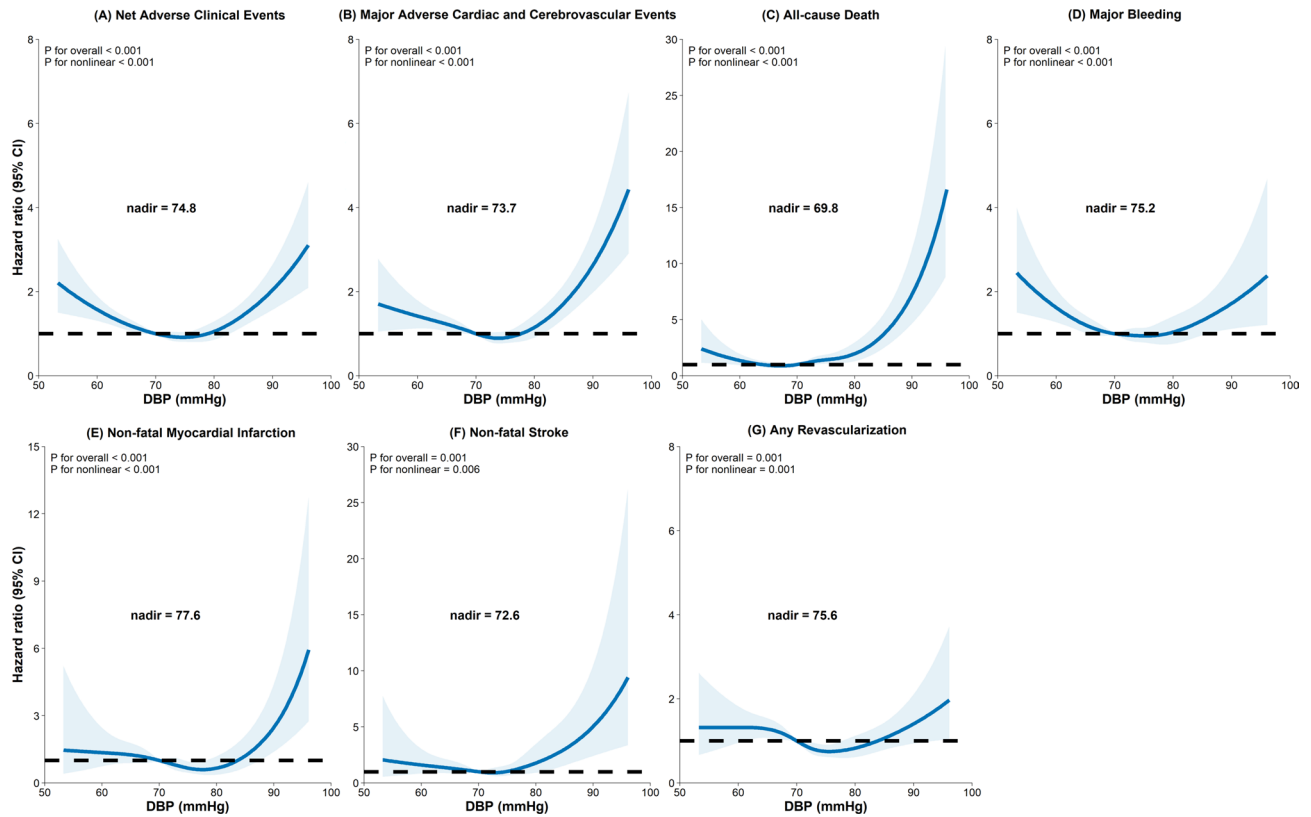 (A) Net Adverse Clinical Events
P for overall < 0.001
P for nonlinear < 0.001
nadir = 74.8
Hazard ratio (95% CI)
8
6
4
2
0
50 60 70 80 90 100
DBP (mmHg)
(B) Major Adverse Cardiac and Cerebrovascular Events
P for overall < 0.001
P for nonlinear < 0.001
nadir = 73.7
8
6
4
2
0
50 60 70 80 90 100
DBP (mmHg)
(C) All-cause Death
P for overall < 0.001
P for nonlinear < 0.001
nadir = 69.8
30
25
20
15
10
5
0
50 60 70 80 90 100
DBP (mmHg)
(D) Major Bleeding
P for overall < 0.001
P for nonlinear < 0.001
nadir = 75.2
8
6
4
2
0
50 60 70 80 90 100
DBP (mmHg)
(E) Non-fatal Myocardial Infarction
P for overall < 0.001
P for nonlinear < 0.001
nadir = 77.6
Hazard ratio (95% CI)
15
12
9
6
3
0
50 60 70 80 90 100
DBP (mmHg)
(F) Non-fatal Stroke
P for overall = 0.001
P for nonlinear = 0.006
nadir = 72.6
30
25
20
15
10
5
0
50 60 70 80 90 100
DBP (mmHg)
(G) Any Revascularization
P for overall = 0.001
P for nonlinear = 0.001
nadir = 75.6
8
6
4
2
0
50 60 70 80 90 100
DBP (mmHg)